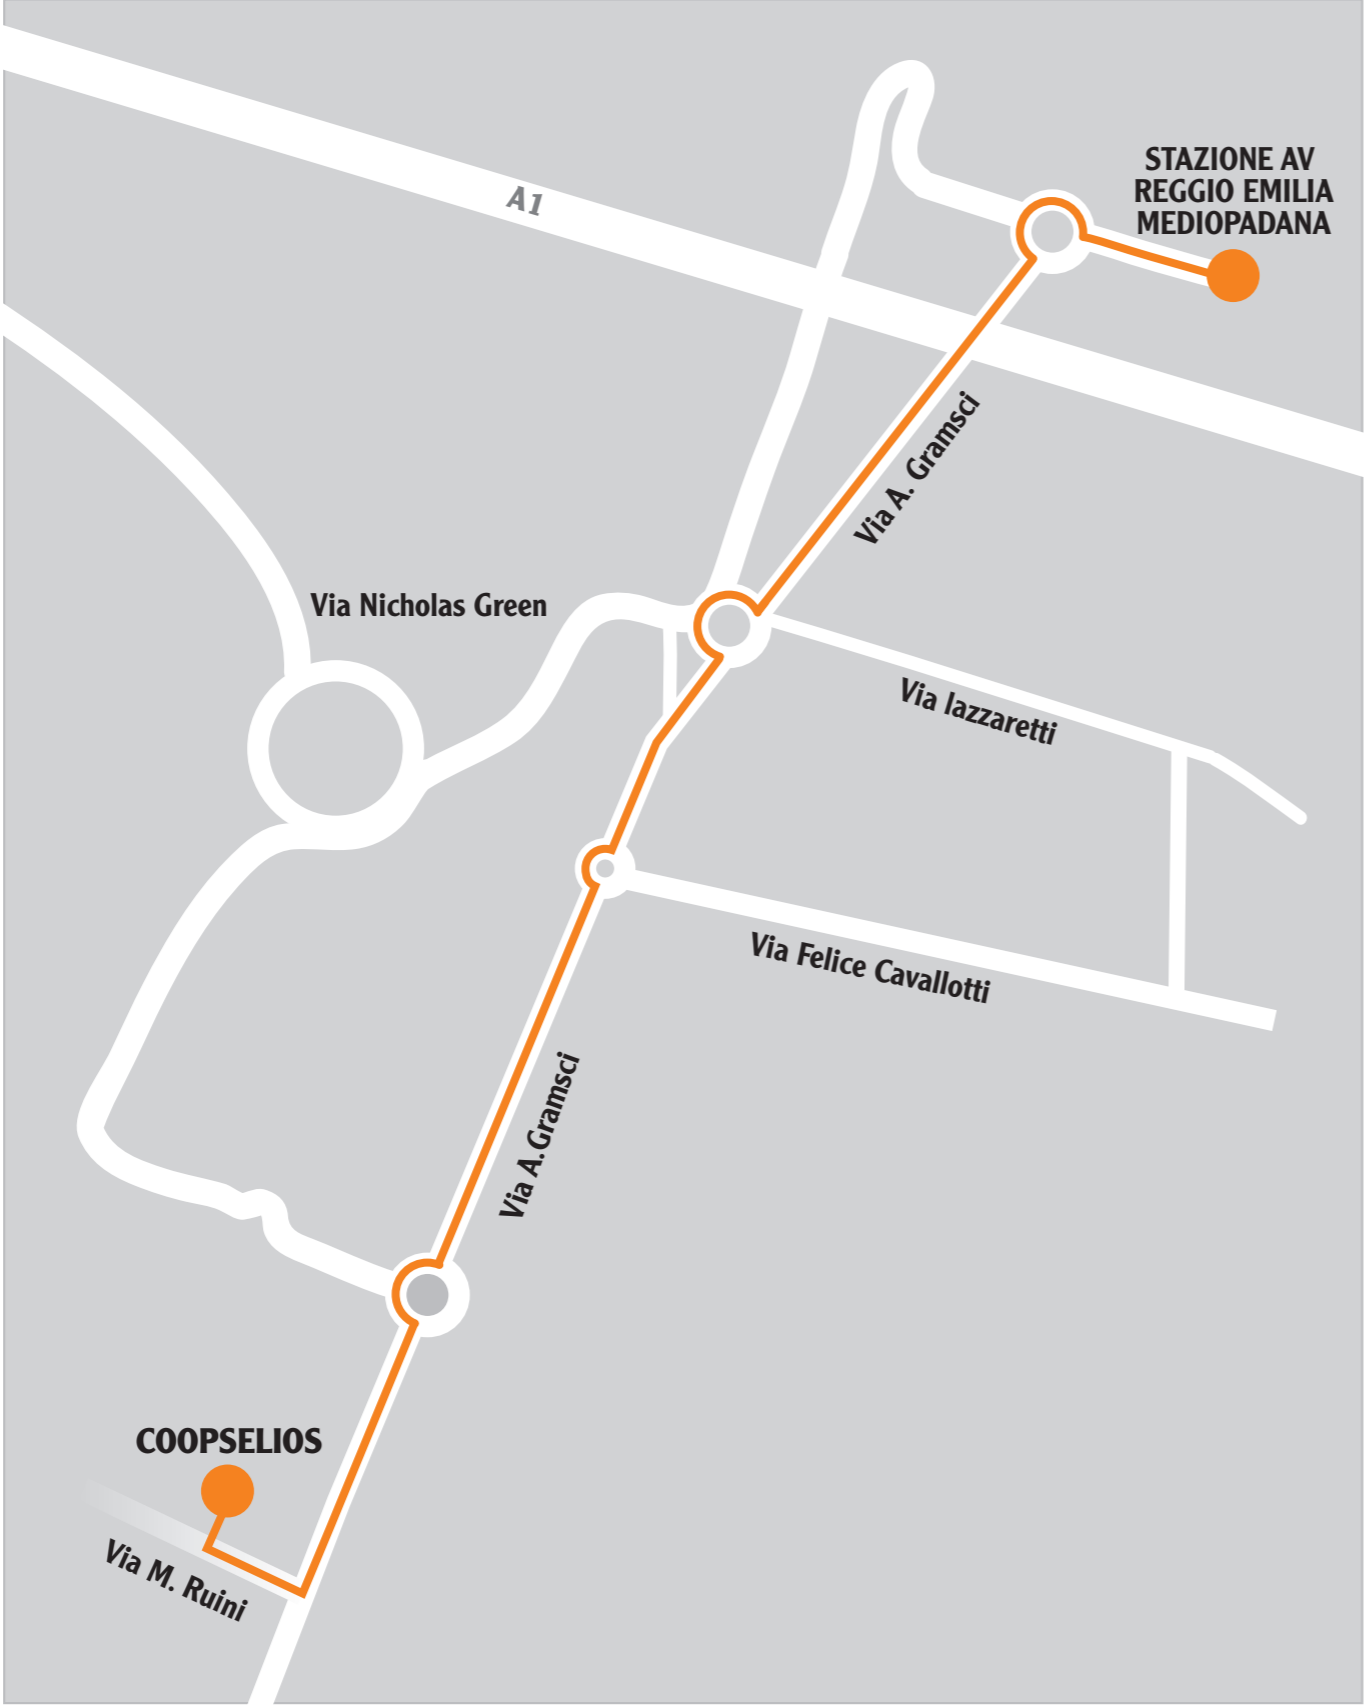 STAZIONE AV
REGGIO EMILIA
MEDIOPADANA
A1
Via A. Gramsci
Via Nicholas Green
Via lazzaretti
Via Felice Cavallotti
Via A.Gramsci
COOPSELIOS
Via M. Ruini